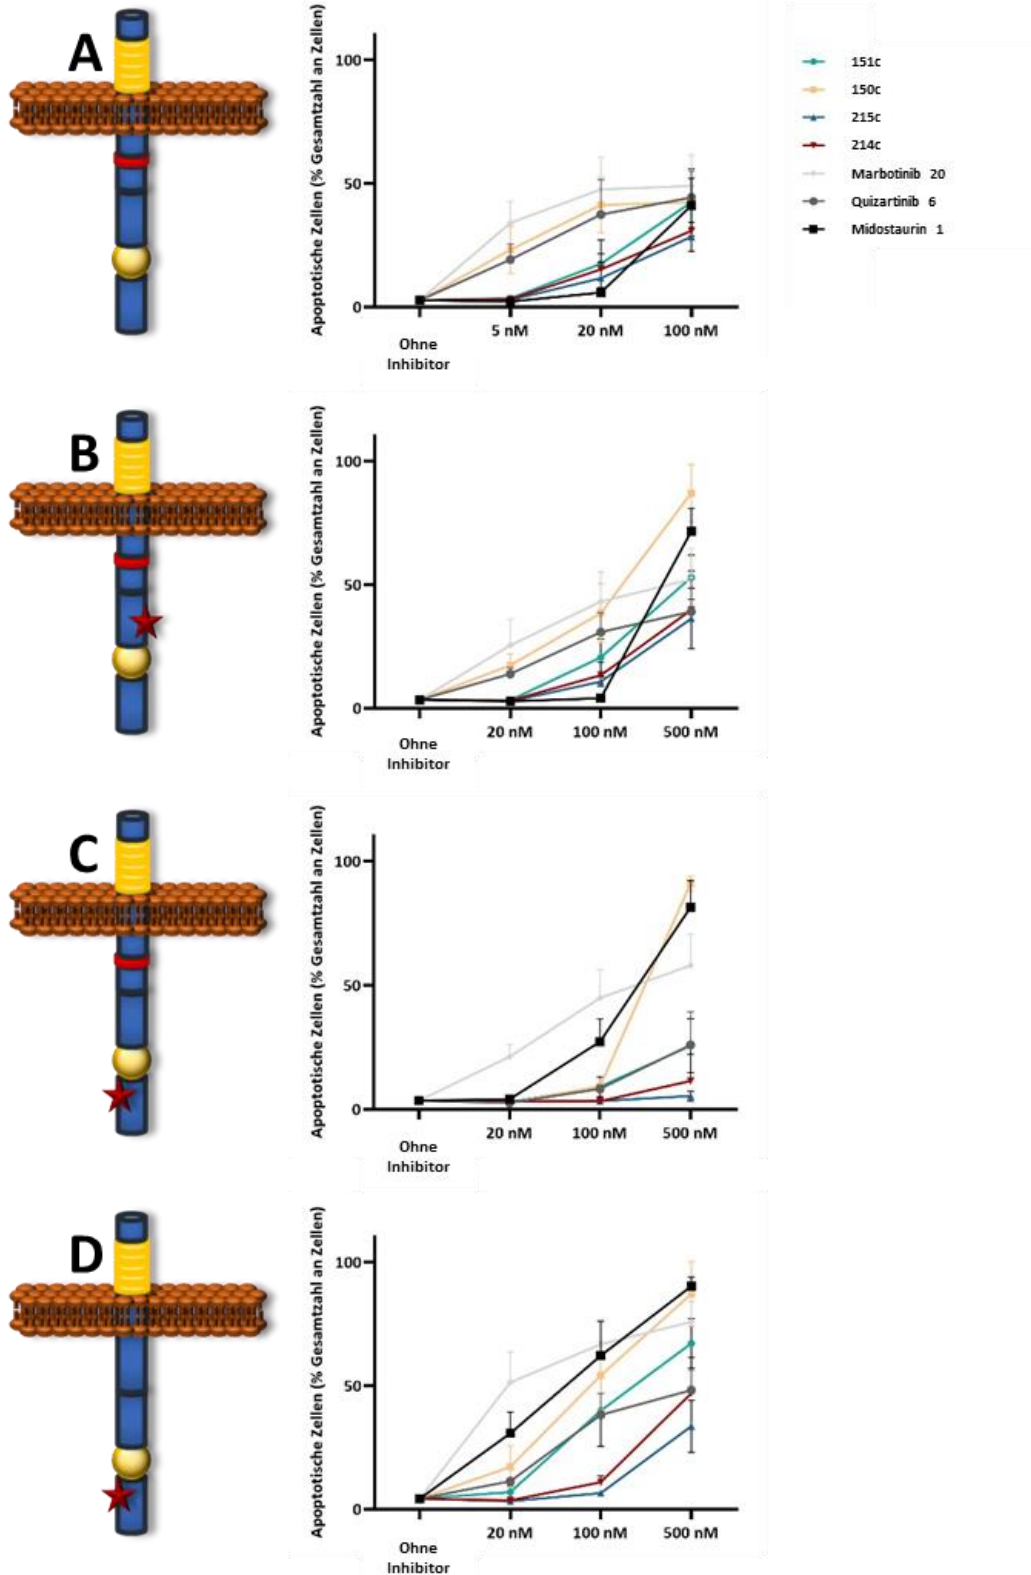 A
Apoptotische Zellen (% Gesamtzahl an Zellen)
100
50
0
Ohne
Inhibitor
5 nM
20 nM
100 nM
151c
150c
215c
214c
Marbotinib 20
Quizartinib 6
Midostaurin 1
B
Apoptotische Zellen (% Gesamtzahl an Zellen)
100
50
0
Ohne
Inhibitor
20 nM
100 nM
500 nM
C
Apoptotische Zellen (% Gesamtzahl an Zellen)
100
50
0
Ohne
Inhibitor
20 nM
100 nM
500 nM
D
Apoptotische Zellen (% Gesamtzahl an Zellen)
100
50
0
Ohne
Inhibitor
20 nM
100 nM
500 nM